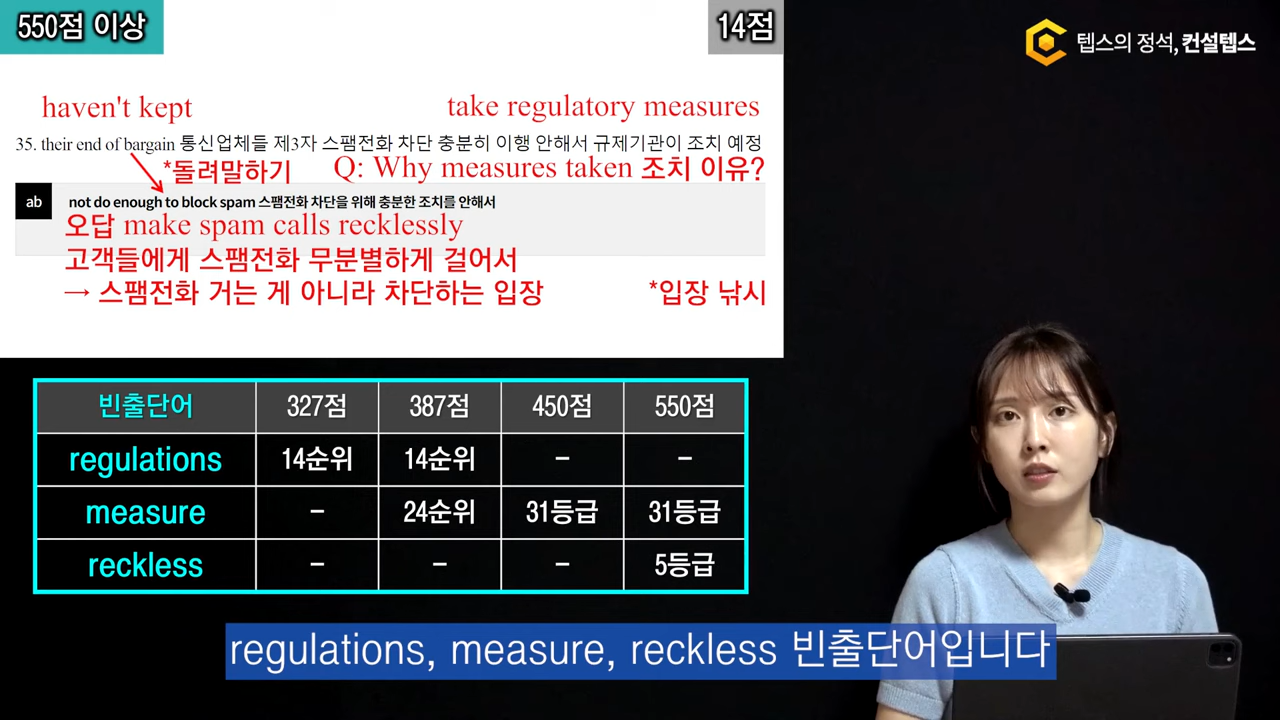 550점 이상
14점
텝스의 정석, 컨설텝스
haven't kept
take regulatory measures
35. their end of bargain 통신업체들 제3자 스팸전화 차단 충분히 이행 안해서 규제기관이 조치 예정
*돌려말하기
Q: Why measures taken 조치 이유?
ab
not do enough to block spam 스팸전화 차단을 위해 충분한 조치를 안해서
오답 make spam calls recklessly
고객들에게 스팸전화 무분별하게 걸어서
→ 스팸전화 거는 게 아니라 차단하는 입장
*입장 낚시
빈출단어 327점 387점 450점 550점
regulations 14순위 14순위 - -
measure - 24순위 31등급 31등급
reckless - - - 5등급
regulations, measure, reckless 빈출단어입니다